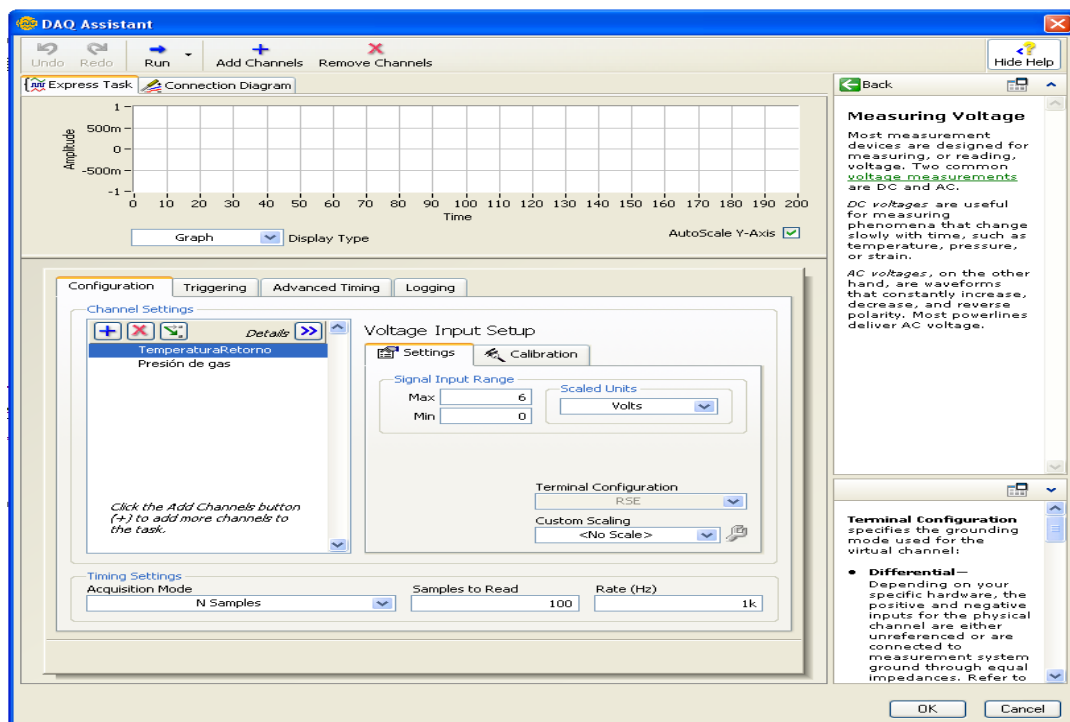 DAQ Assistant
Undo Redo Run Add Channels Remove Channels Hide Help
Express Task Connection Diagram
1
500m
0
-500m
-1
Amplitude
0 10 20 30 40 50 60 70 80 90 100 110 120 130 140 150 160 170 180 190 200
Time
Graph Display Type AutoScale Y-Axis
Configuration Triggering Advanced Timing Logging
Channel Settings
Details
TemperaturaRetorno
Presión de gas
Click the Add Channels button
(+) to add more channels to
the task.
Voltage Input Setup
Settings Calibration
Signal Input Range
Max 6
Min 0
Scaled Units
Volts
Terminal Configuration
RSE
Custom Scaling
<No Scale>
Timing Settings
Acquisition Mode Samples to Read Rate (Hz)
N Samples 100 1k
Back
Measuring Voltage
Most measurement
devices are designed for
measuring, or reading,
voltage. Two common
voltage measurements
are DC and AC.
DC voltages are useful
for measuring
phenomena that change
slowly with time, such as
temperature, pressure,
or strain.
AC voltages, on the other
hand, are waveforms
that constantly increase,
decrease, and reverse
polarity. Most powerlines
deliver AC voltage.
Terminal Configuration
specifies the grounding
mode used for the
virtual channel:
• Differential—
Depending on your
specific hardware, the
positive and negative
inputs for the physical
channel are either
unreferenced or are
connected to
measurement system
ground through equal
impedances. Refer to
OK Cancel